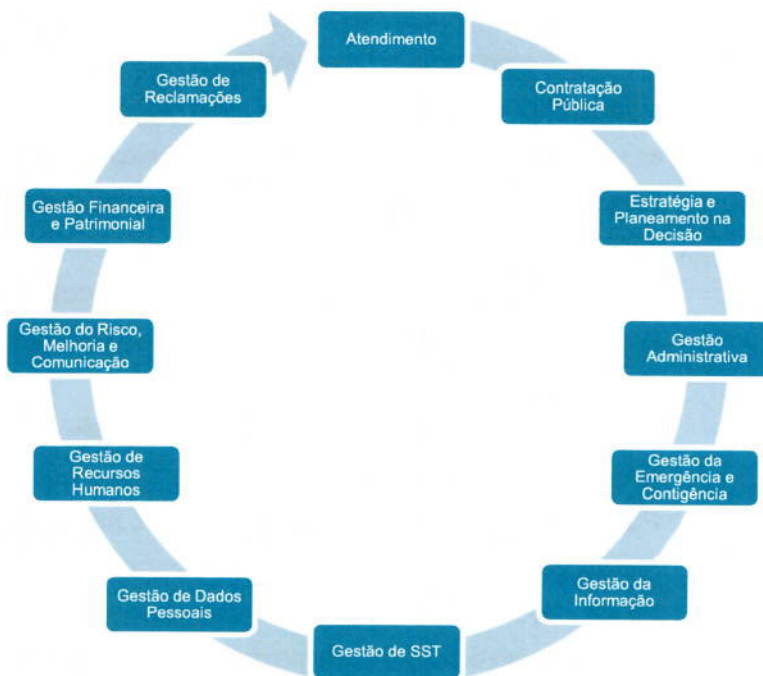 Atendimento
Contratação
Pública
Estratégia e
Planeamento na
Decisão
Gestão
Administrativa
Gestão da
Emergência e
Contigência
Gestão da
Informação
Gestão de SST
Gestão de Dados
Pessoais
Gestão de
Recursos
Humanos
Gestão do Risco,
Melhoria e
Comunicação
Gestão Financeira
e Patrimonial
Gestão de
Reclamações